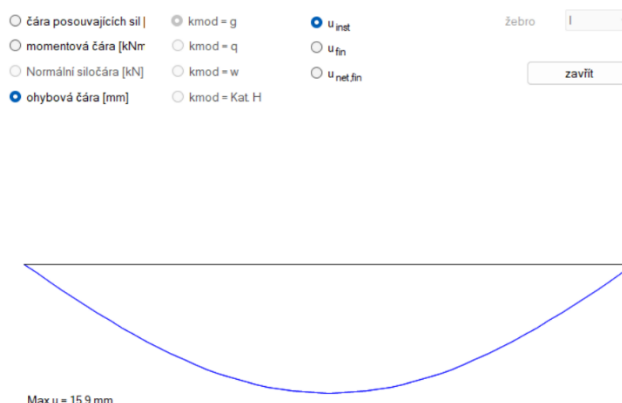 čára posouvajících sil [ kmod = g u inst žebro I
momentová čára [kNm kmod = q u fin
Normální siločára [kN] kmod = w u net,fin zavřít
ohybová čára [mm] kmod = Kat. H
Max u = 15,9 mm